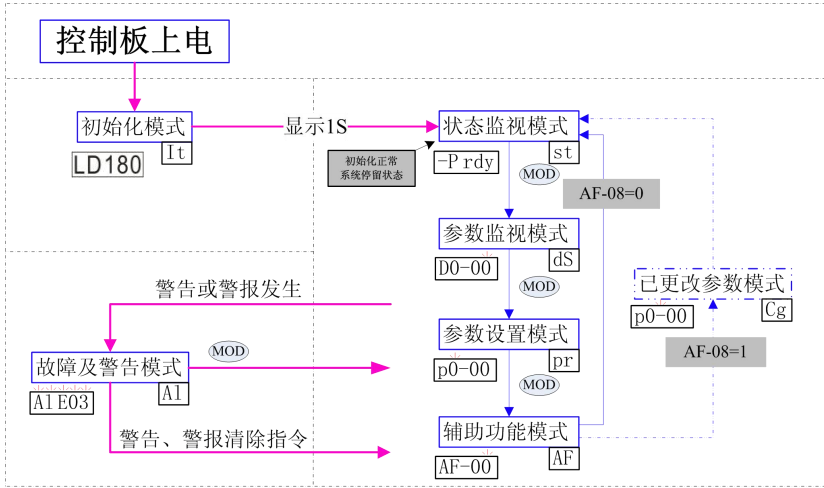 控制板上电
初始化模式
It
LD180
显示1S
状态监视模式
st
-P rdy
初始化正常
系统停留状态
MOD
AF-08=0
参数监视模式
dS
D0-00
MOD
已更改参数模式
Cg
p0-00
警告或警报发生
参数设置模式
pr
p0-00
MOD
AF-08=1
故障及警告模式
Al
AlE03
MOD
警告、警报清除指令
辅助功能模式
AF
AF-00